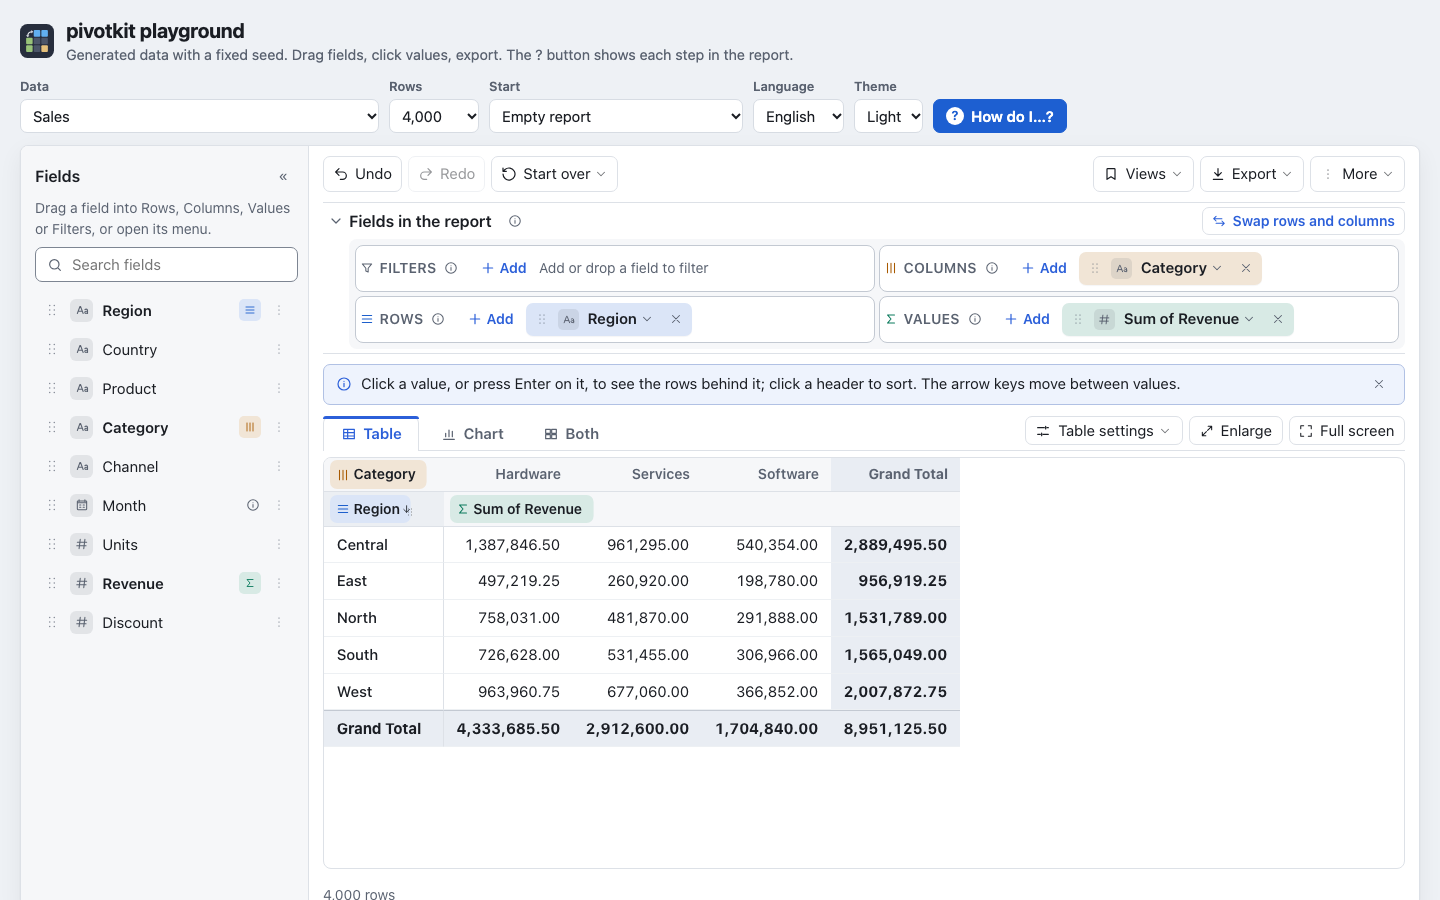 pivotkit playground
Generated data with a fixed seed. Drag fields, click values, export. The ? button shows each step in the report.
Data Rows Start Language Theme
Sales 4,000 Empty report English Light ? How do I...?
Fields «
Drag a field into Rows, Columns, Values
or Filters, or open its menu.
Search fields
Aa Region
Aa Country
Aa Product
Aa Category
Aa Channel
Month
# Units
# Revenue Σ
# Discount
Undo Redo Start over Views Export More
Fields in the report Swap rows and columns
FILTERS + Add Add or drop a field to filter
COLUMNS + Add Aa Category ×
ROWS + Add Aa Region ×
Σ VALUES + Add # Sum of Revenue ×
Click a value, or press Enter on it, to see the rows behind it; click a header to sort. The arrow keys move between values. ×
Table Chart Both Table settings Enlarge Full screen
Category Hardware Services Software Grand Total
Region ↓ Σ Sum of Revenue
Central 1,387,846.50 961,295.00 540,354.00 2,889,495.50
East 497,219.25 260,920.00 198,780.00 956,919.25
North 758,031.00 481,870.00 291,888.00 1,531,789.00
South 726,628.00 531,455.00 306,966.00 1,565,049.00
West 963,960.75 677,060.00 366,852.00 2,007,872.75
Grand Total 4,333,685.50 2,912,600.00 1,704,840.00 8,951,125.50
4,000 rows